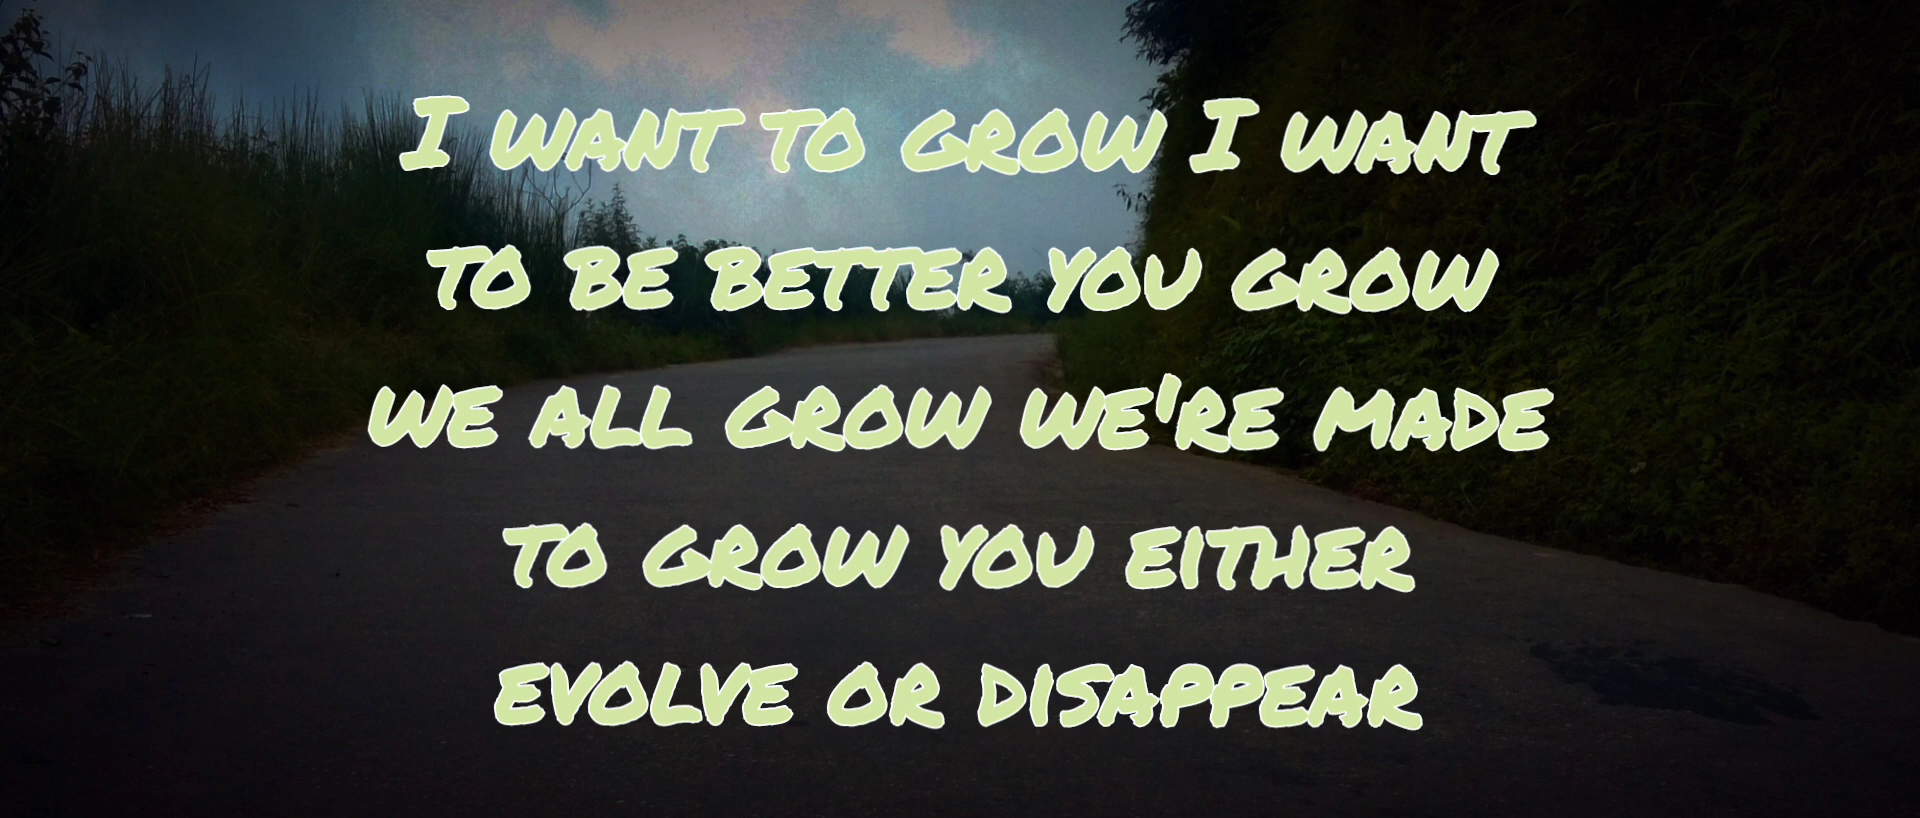 I WANT TO GROW I WANT
TO BE BETTER YOU GROW
WE ALL GROW WE'RE MADE
TO GROW YOU EITHER
EVOLVE OR DISAPPEAR